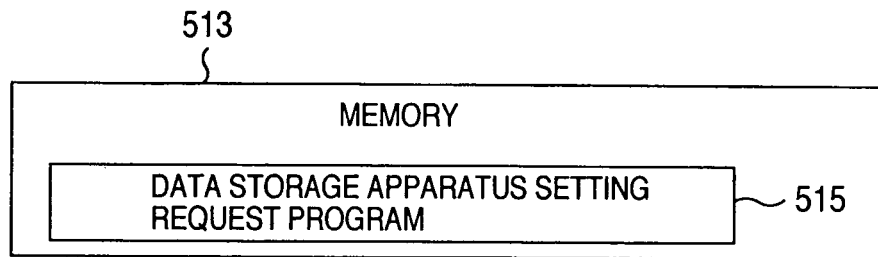 513
MEMORY
DATA STORAGE APPARATUS SETTING
REQUEST PROGRAM
515